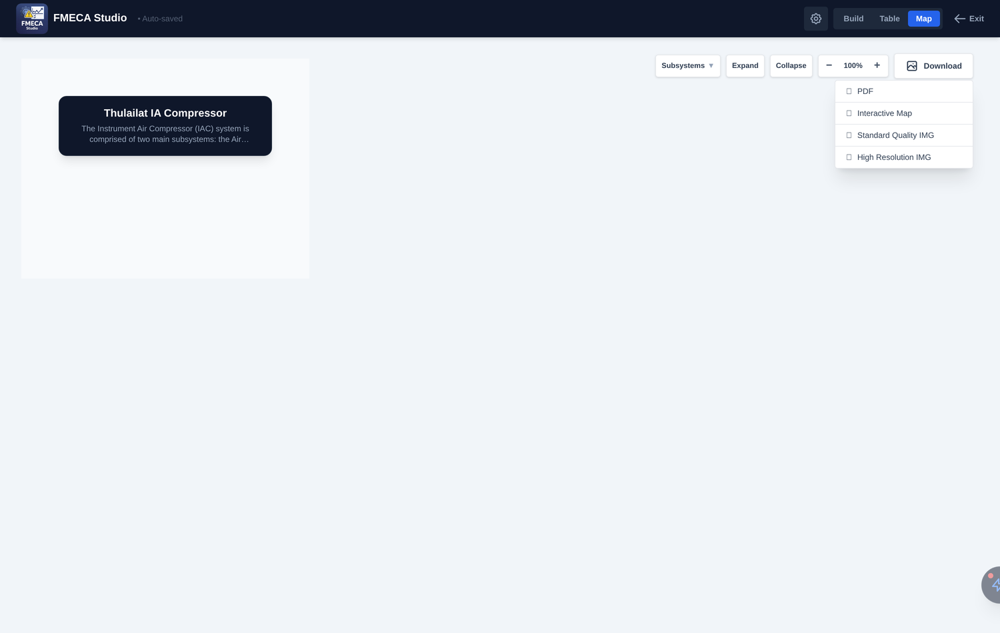 FMECA
Studio
FMECA Studio
• Auto-saved
Build
Table
Map
Exit
Subsystems ▼
Expand
Collapse
− 100% +
Download
PDF
Interactive Map
Standard Quality IMG
High Resolution IMG
Thulailat IA Compressor
The Instrument Air Compressor (IAC) system is
comprised of two main subsystems: the Air…